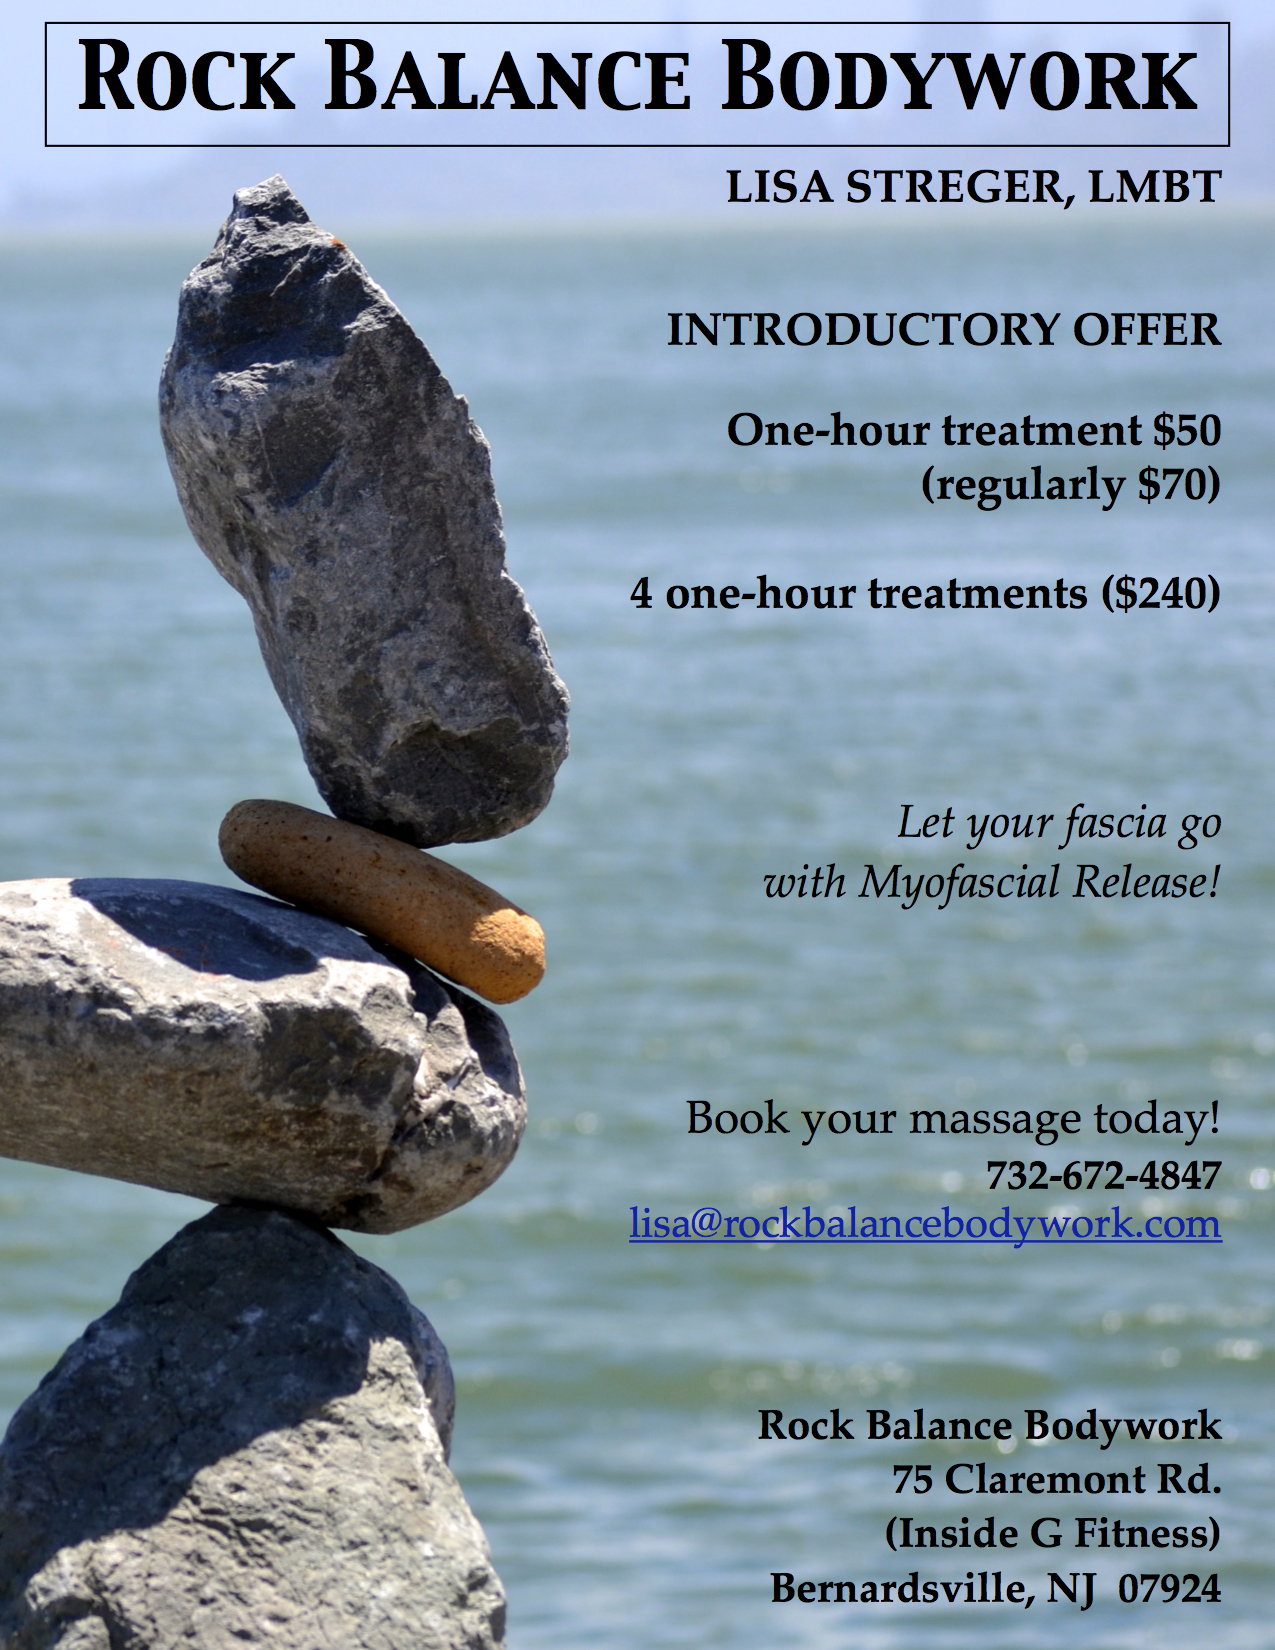 ROCK BALANCE BODYWORK
LISA STREGER, LMBT
INTRODUCTORY OFFER
One-hour treatment $50
(regularly $70)
4 one-hour treatments ($240)
Let your fascia go
with Myofascial Release!
Book your massage today!
732-672-4847
lisa@rockbalancebodywork.com
Rock Balance Bodywork
75 Claremont Rd.
(Inside G Fitness)
Bernardsville, NJ  07924